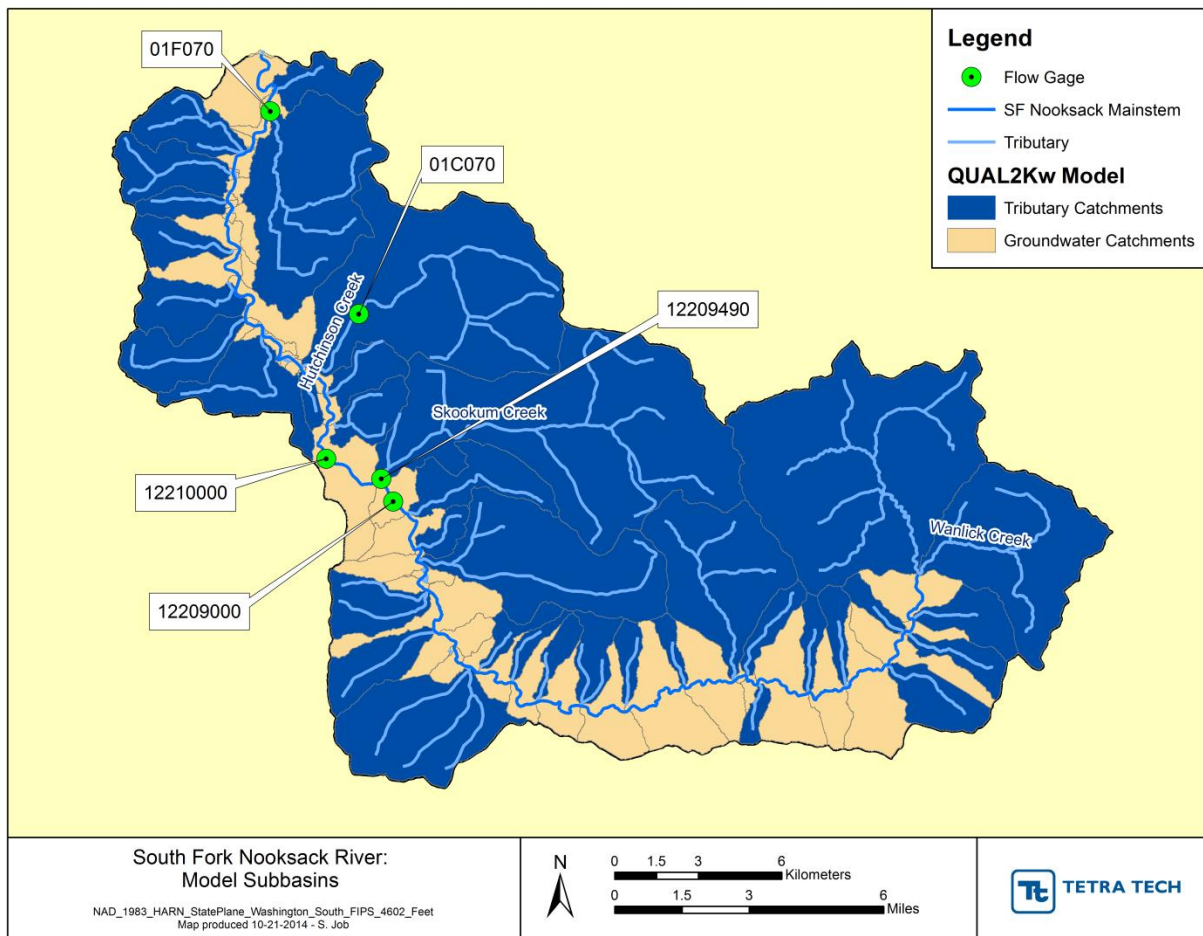 01F070
01C070
12209490
12210000
12209000
Hutchinson Creek
Skookum Creek
Wanlick Creek
Legend
Flow Gage
SF Nooksack Mainstem
Tributary
QUAL2Kw Model
Tributary Catchments
Groundwater Catchments
South Fork Nooksack River:
Model Subbasins
NAD_1983_HARN_StatePlane_Washington_South_FIPS_4602_Feet
Map produced 10-21-2014 - S. Job
N
0 1.5 3 6
Kilometers
0 1.5 3 6
Miles
Tt TETRA TECH